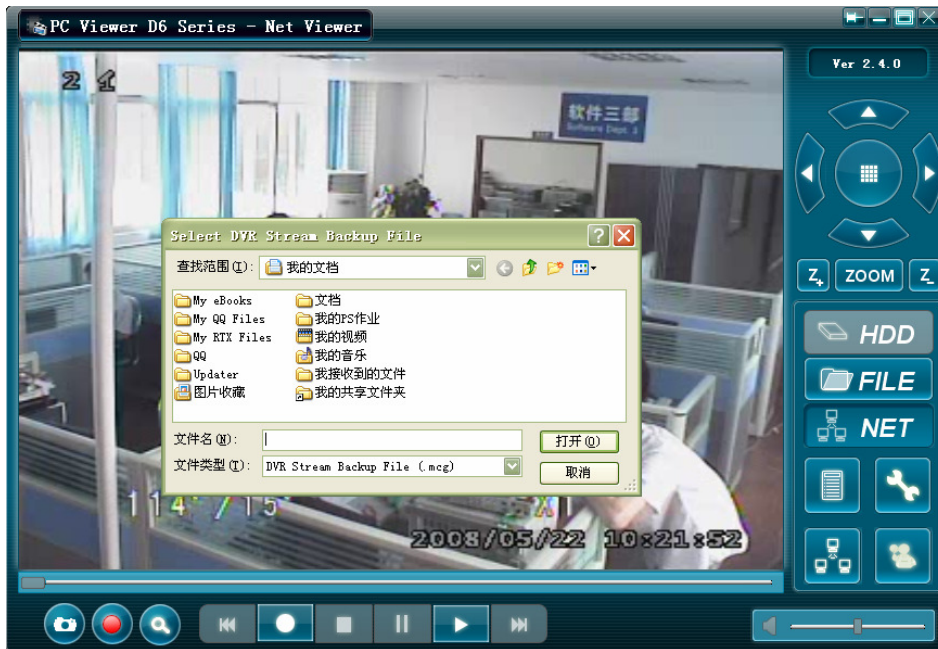 PC Viewer D6 Series - Net Viewer
Ver 2.4.0
2 1
软件三部
Software Dept. 3
Select DVR Stream Backup File
查找范围(I): 我的文档
My eBooks
My QQ Files
My RTX Files
QQ
Updater
图片收藏
文档
我的PS作业
我的视频
我的音乐
我接收到的文件
我的共享文件夹
文件名(N): 打开(O)
文件类型(T): DVR Stream Backup File (.mcg) 取消
Z+ ZOOM Z-
HDD
FILE
NET
114 / 15
2008/05/22 10:21:52